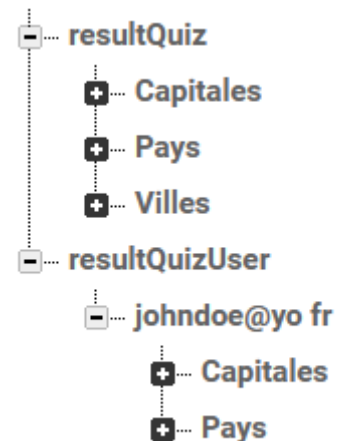 resultQuiz
Capitales
Pays
Villes
resultQuizUser
johndoe@yo fr
Capitales
Pays